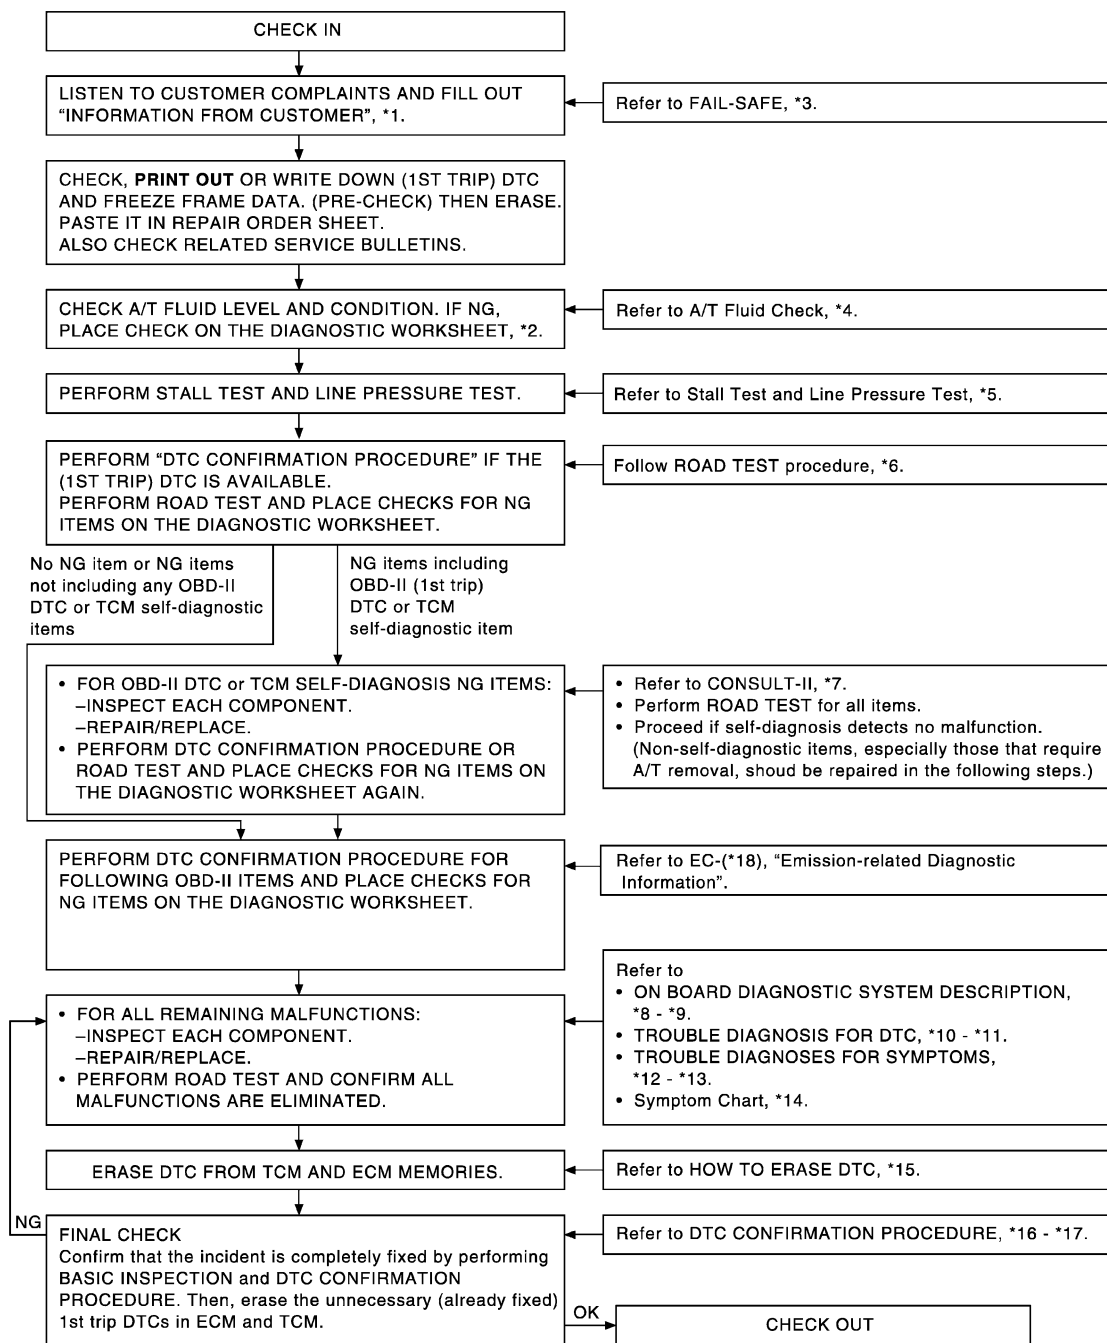 CHECK IN
LISTEN TO CUSTOMER COMPLAINTS AND FILL OUT
“INFORMATION FROM CUSTOMER”, *1.
Refer to FAIL-SAFE, *3.
CHECK, PRINT OUT OR WRITE DOWN (1ST TRIP) DTC
AND FREEZE FRAME DATA. (PRE-CHECK) THEN ERASE.
PASTE IT IN REPAIR ORDER SHEET.
ALSO CHECK RELATED SERVICE BULLETINS.
CHECK A/T FLUID LEVEL AND CONDITION. IF NG,
PLACE CHECK ON THE DIAGNOSTIC WORKSHEET, *2.
Refer to A/T Fluid Check, *4.
PERFORM STALL TEST AND LINE PRESSURE TEST.
Refer to Stall Test and Line Pressure Test, *5.
PERFORM “DTC CONFIRMATION PROCEDURE” IF THE
(1ST TRIP) DTC IS AVAILABLE.
PERFORM ROAD TEST AND PLACE CHECKS FOR NG
ITEMS ON THE DIAGNOSTIC WORKSHEET.
Follow ROAD TEST procedure, *6.
No NG item or NG items
not including any OBD-II
DTC or TCM self-diagnostic
items
NG items including
OBD-II (1st trip)
DTC or TCM
self-diagnostic item
• FOR OBD-II DTC or TCM SELF-DIAGNOSIS NG ITEMS:
–INSPECT EACH COMPONENT.
–REPAIR/REPLACE.
• PERFORM DTC CONFIRMATION PROCEDURE OR
ROAD TEST AND PLACE CHECKS FOR NG ITEMS ON
THE DIAGNOSTIC WORKSHEET AGAIN.
• Refer to CONSULT-II, *7.
• Perform ROAD TEST for all items.
• Proceed if self-diagnosis detects no malfunction.
(Non-self-diagnostic items, especially those that require
A/T removal, shoud be repaired in the following steps.)
PERFORM DTC CONFIRMATION PROCEDURE FOR
FOLLOWING OBD-II ITEMS AND PLACE CHECKS FOR
NG ITEMS ON THE DIAGNOSTIC WORKSHEET.
Refer to EC-(*18), “Emission-related Diagnostic
Information”.
• FOR ALL REMAINING MALFUNCTIONS:
–INSPECT EACH COMPONENT.
–REPAIR/REPLACE.
• PERFORM ROAD TEST AND CONFIRM ALL
MALFUNCTIONS ARE ELIMINATED.
Refer to
• ON BOARD DIAGNOSTIC SYSTEM DESCRIPTION,
*8 - *9.
• TROUBLE DIAGNOSIS FOR DTC, *10 - *11.
• TROUBLE DIAGNOSES FOR SYMPTOMS,
*12 - *13.
• Symptom Chart, *14.
ERASE DTC FROM TCM AND ECM MEMORIES.
Refer to HOW TO ERASE DTC, *15.
NG
FINAL CHECK
Confirm that the incident is completely fixed by performing
BASIC INSPECTION and DTC CONFIRMATION
PROCEDURE. Then, erase the unnecessary (already fixed)
1st trip DTCs in ECM and TCM.
Refer to DTC CONFIRMATION PROCEDURE, *16 - *17.
OK
CHECK OUT